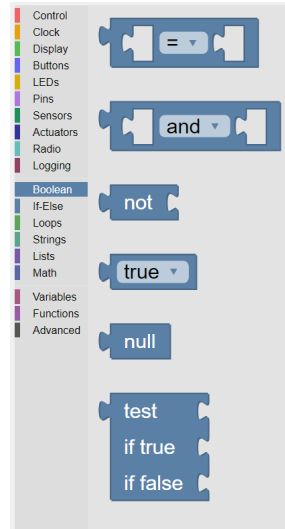 Control
Clock
Display
Buttons
LEDs
Pins
Sensors
Actuators
Radio
Logging
Boolean
If-Else
Loops
Strings
Lists
Math
Variables
Functions
Advanced
=
and
not
true
null
test
if true
if false